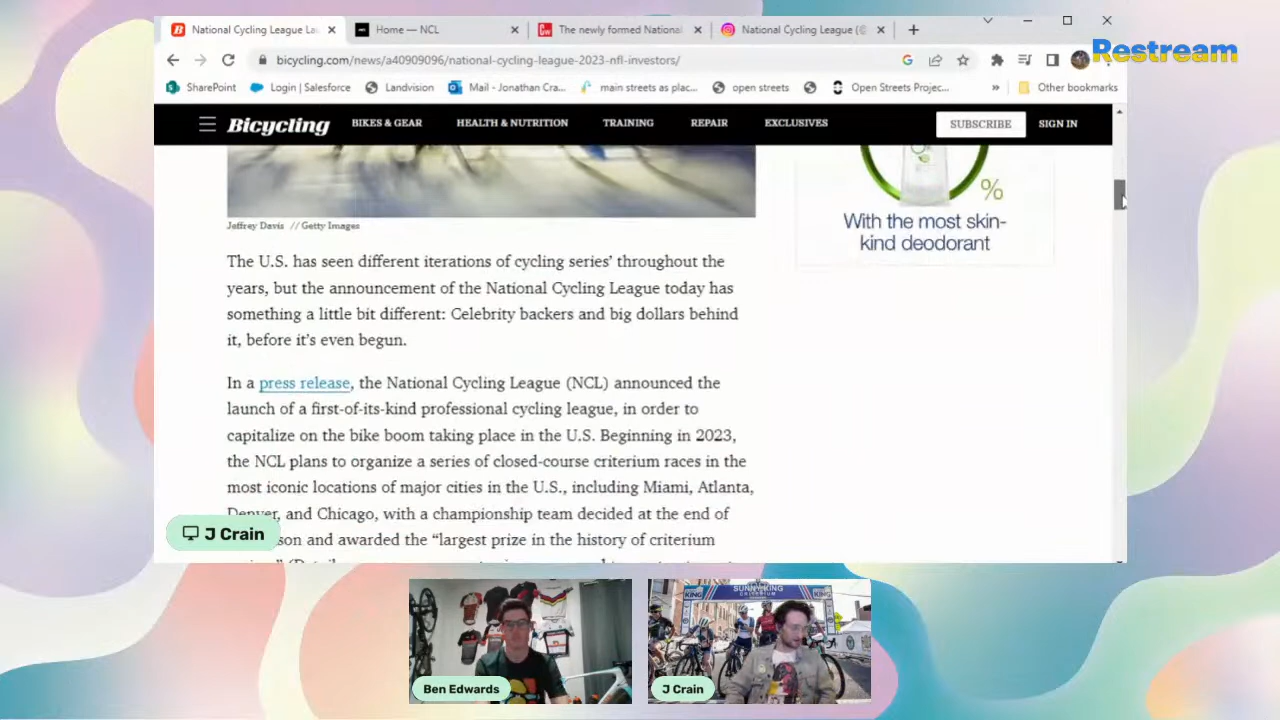 National Cycling League La
Home — NCL
The newly formed National
National Cycling League (@
Restream
bicycling.com/news/a40909096/national-cycling-league-2023-nfl-investors/
SharePoint
Login | Salesforce
Landvision
Mail - Jonathan Cra...
main streets as plac...
open streets
Open Streets Projec...
Other bookmarks
Bicycling
BIKES & GEAR
HEALTH & NUTRITION
TRAINING
REPAIR
EXCLUSIVES
SUBSCRIBE
SIGN IN
%
With the most skin-
kind deodorant
Jeffrey Davis // Getty Images
The U.S. has seen different iterations of cycling series’ throughout the
years, but the announcement of the National Cycling League today has
something a little bit different: Celebrity backers and big dollars behind
it, before it’s even begun.
In a press release, the National Cycling League (NCL) announced the
launch of a first-of-its-kind professional cycling league, in order to
capitalize on the bike boom taking place in the U.S. Beginning in 2023,
the NCL plans to organize a series of closed-course criterium races in the
most iconic locations of major cities in the U.S., including Miami, Atlanta,
Denver, and Chicago, with a championship team decided at the end of
son and awarded the “largest prize in the history of criterium
J Crain
SUNNY KING
CRITERIUM
KING
KING
Ben Edwards
J Crain